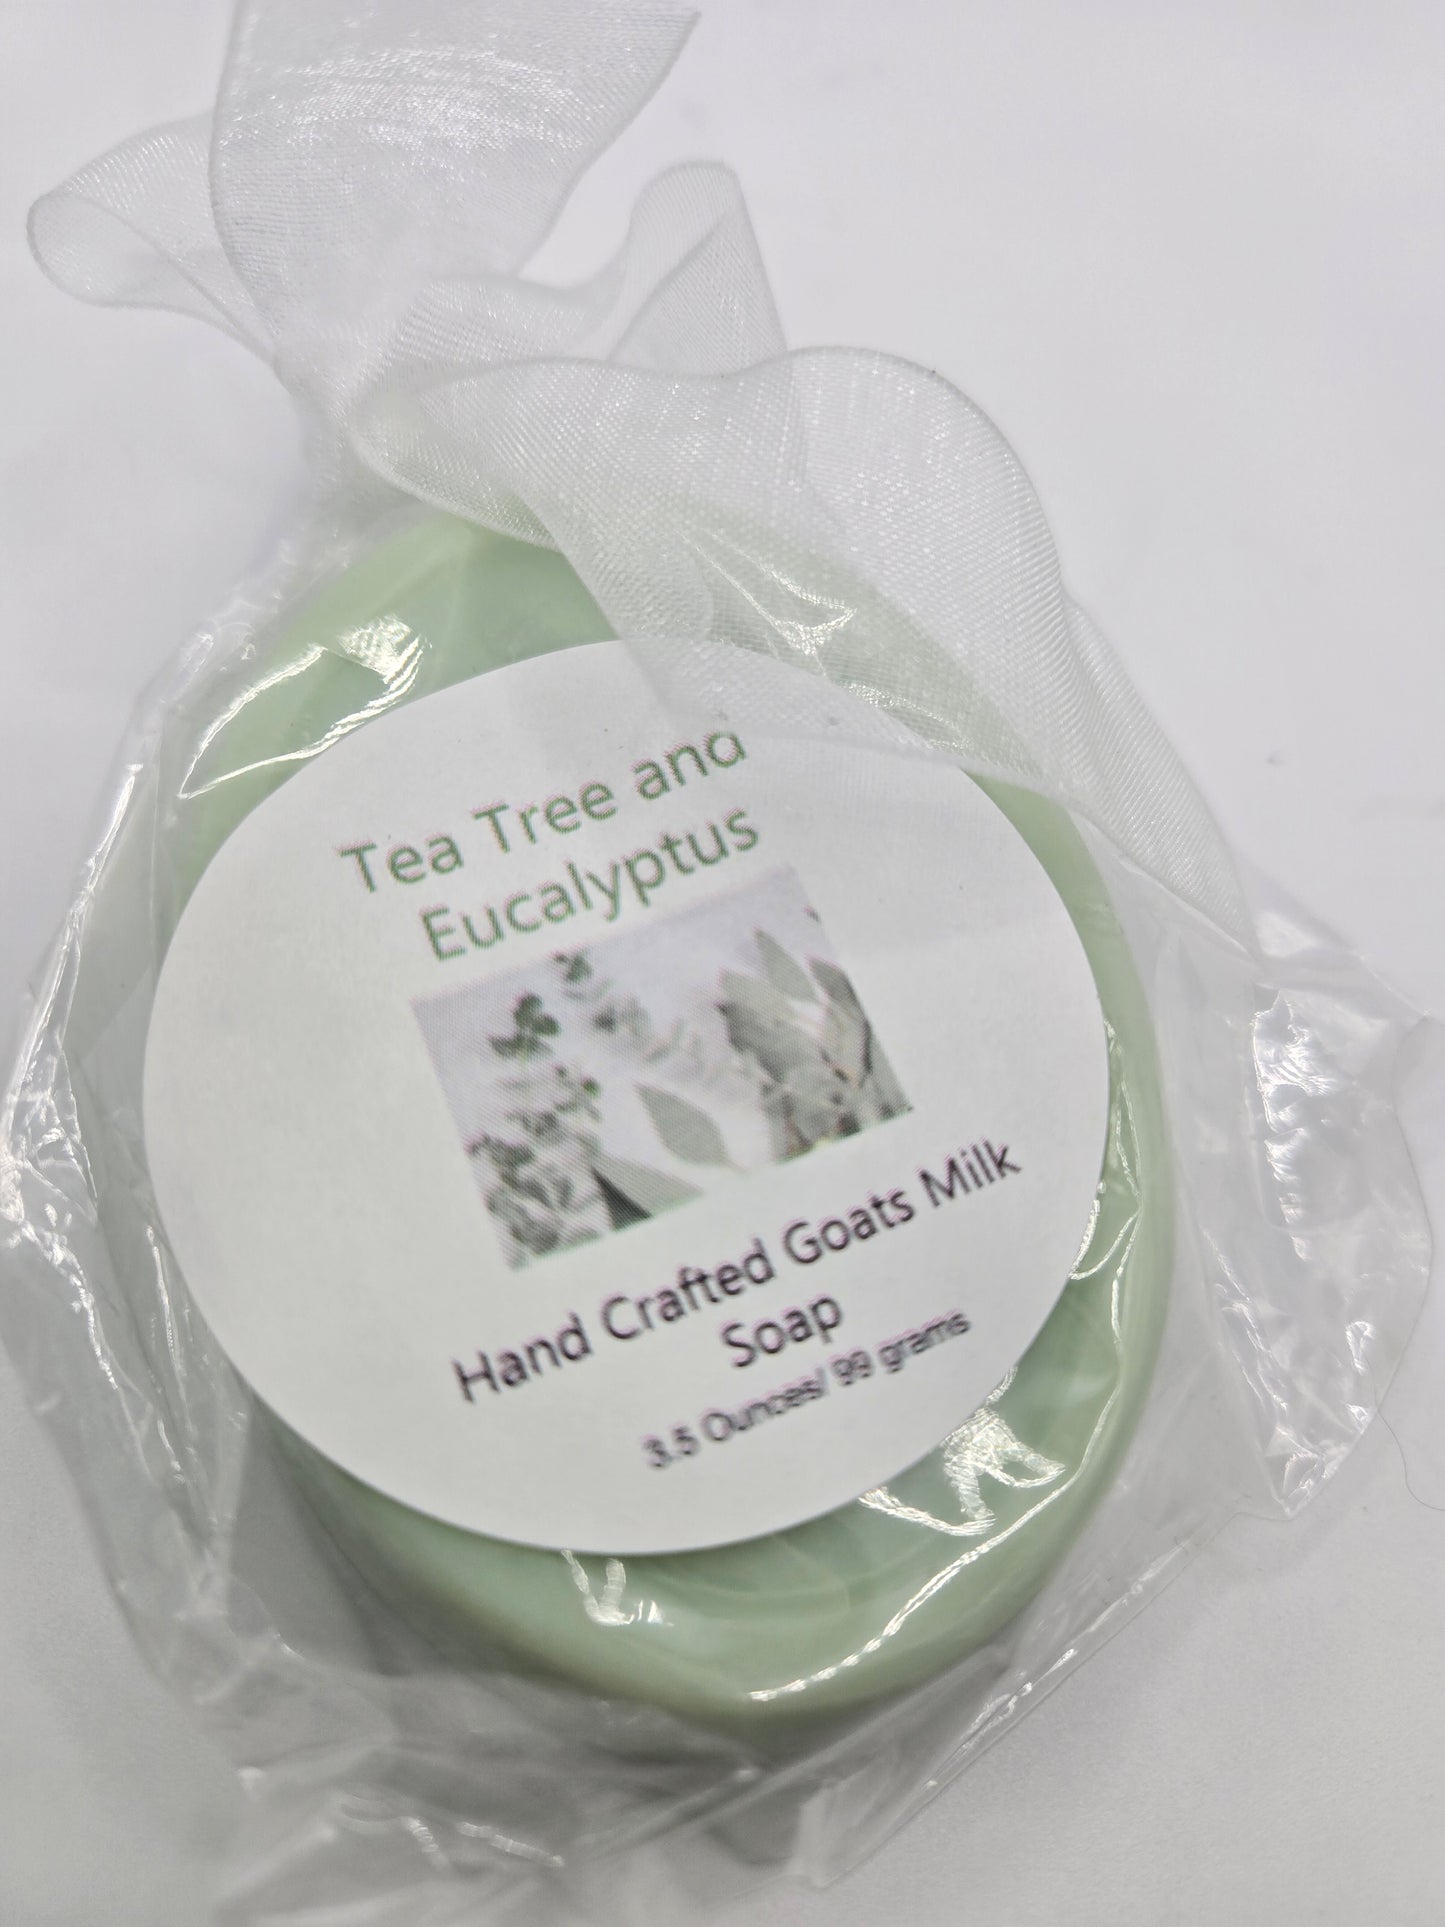 Tea Tree and
Eucalyptus
Hand Crafted Goats Milk
Soap
3.5 Ounces/ 99 grams